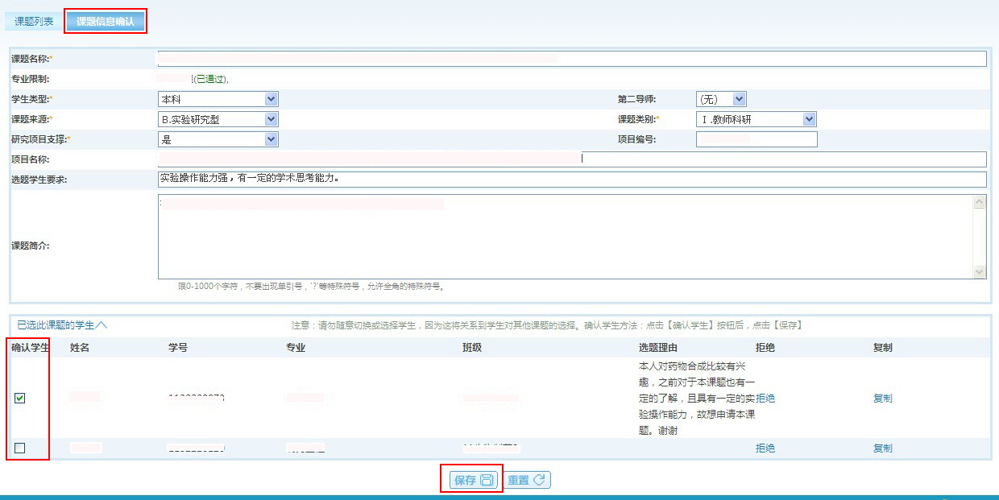 课题列表 课题信息确认
课题名称:*
专业限制: (已通过),
学生类型:* 本科 第二导师: (无)
课题来源:* B.实验研究型 课题类别:* Ⅰ.教师科研
研究项目支撑:* 是 项目编号:
项目名称:
选题学生要求: 实验操作能力强，有一定的学术思考能力。
课题简介:
限0-1000个字符，不要出现单引号，'?'等特殊符号，允许全角的特殊符号。
已选此课题的学生 注意：请勿随意切换或选择学生，因为这将关系到学生对其他课题的选择。确认学生方法：点击【确认学生】按钮后，点击【保存】
确认学生 姓名 学号 专业 班级 选题理由 拒绝 复制
本人对药物合成比较有兴
趣，之前对于本课题也有一
定的了解，且具有一定的实 拒绝 复制
验操作能力，故想申请本课
题。谢谢
拒绝 复制
保存 重置